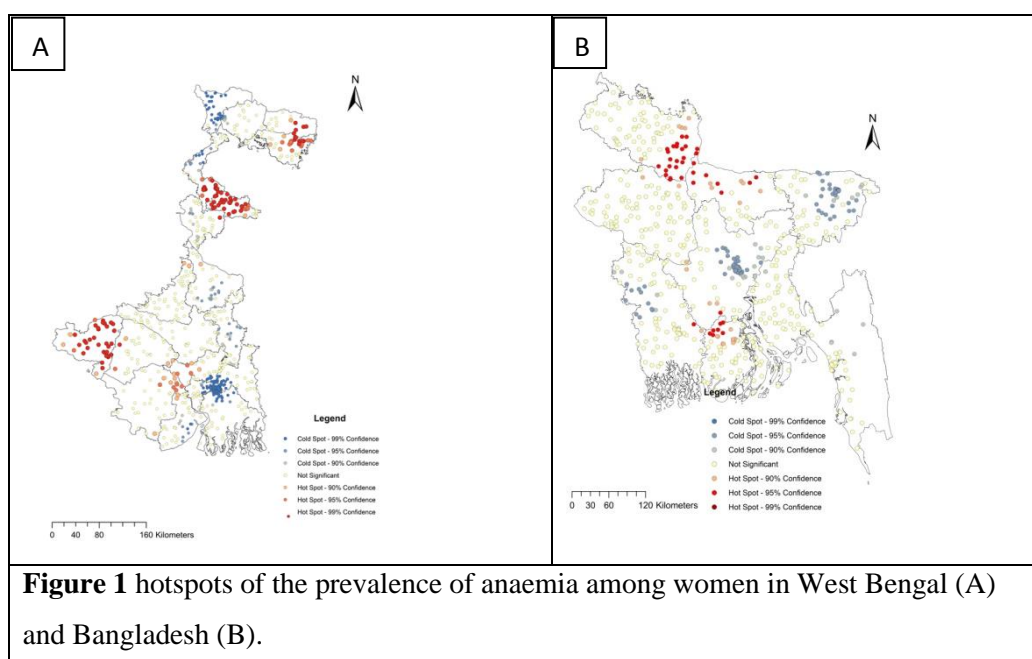 A
N
Legend
Cold Spot - 99% Confidence
Cold Spot - 95% Confidence
Cold Spot - 90% Confidence
Not Significant
Hot Spot - 90% Confidence
Hot Spot - 95% Confidence
Hot Spot - 99% Confidence
0 40 80 160 Kilometers
B
N
Legend
Cold Spot - 99% Confidence
Cold Spot - 95% Confidence
Cold Spot - 90% Confidence
Not Significant
Hot Spot - 90% Confidence
Hot Spot - 95% Confidence
Hot Spot - 99% Confidence
0 30 60 120 Kilometers
Figure 1 hotspots of the prevalence of anaemia among women in West Bengal (A)
and Bangladesh (B).